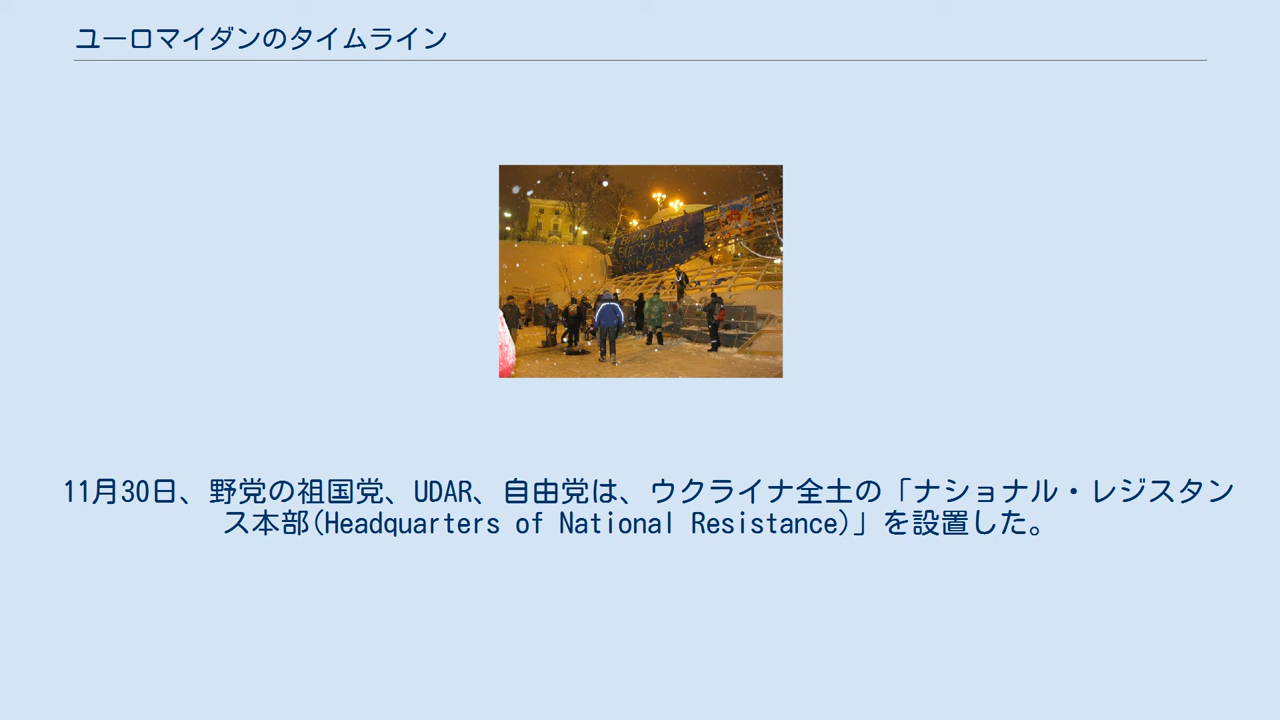 ユーロマイダンのタイムライン
ВИМОГА #1
ВІДСТАВКА
11月30日、野党の祖国党、UDAR、自由党は、ウクライナ全土の「ナショナル・レジスタン
ス本部(Headquarters of National Resistance)」を設置した。